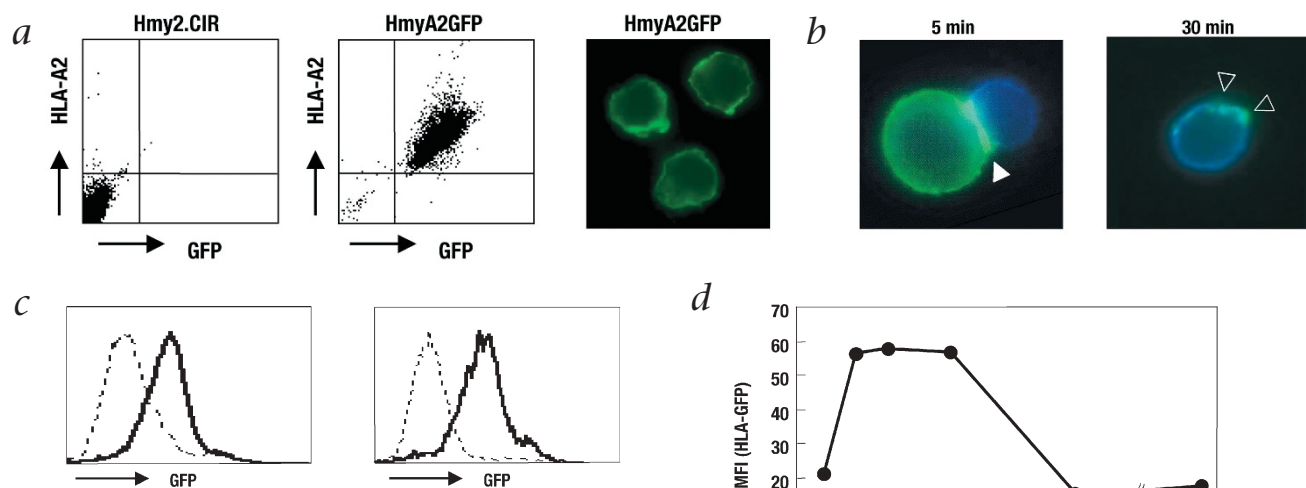 a
Hmy2.CIR
HLA-A2
GFP
HmyA2GFP
HLA-A2
GFP
HmyA2GFP
b
5 min
30 min
c
GFP
GFP
d
MFI (HLA-GFP)
70
60
50
40
30
20
//